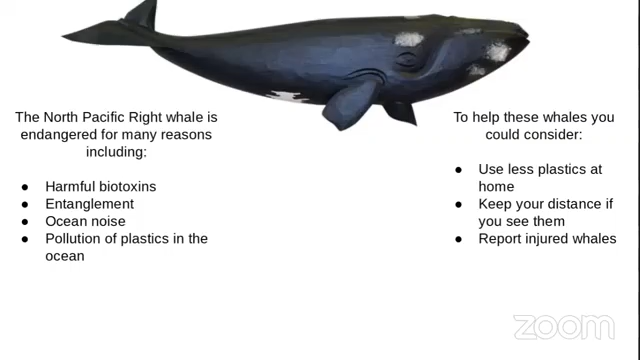 The North Pacific Right whale is
endangered for many reasons
including:
● Harmful biotoxins
● Entanglement
● Ocean noise
● Pollution of plastics in the
ocean
To help these whales you
could consider:
● Use less plastics at
home
● Keep your distance if
you see them
● Report injured whales
zoom